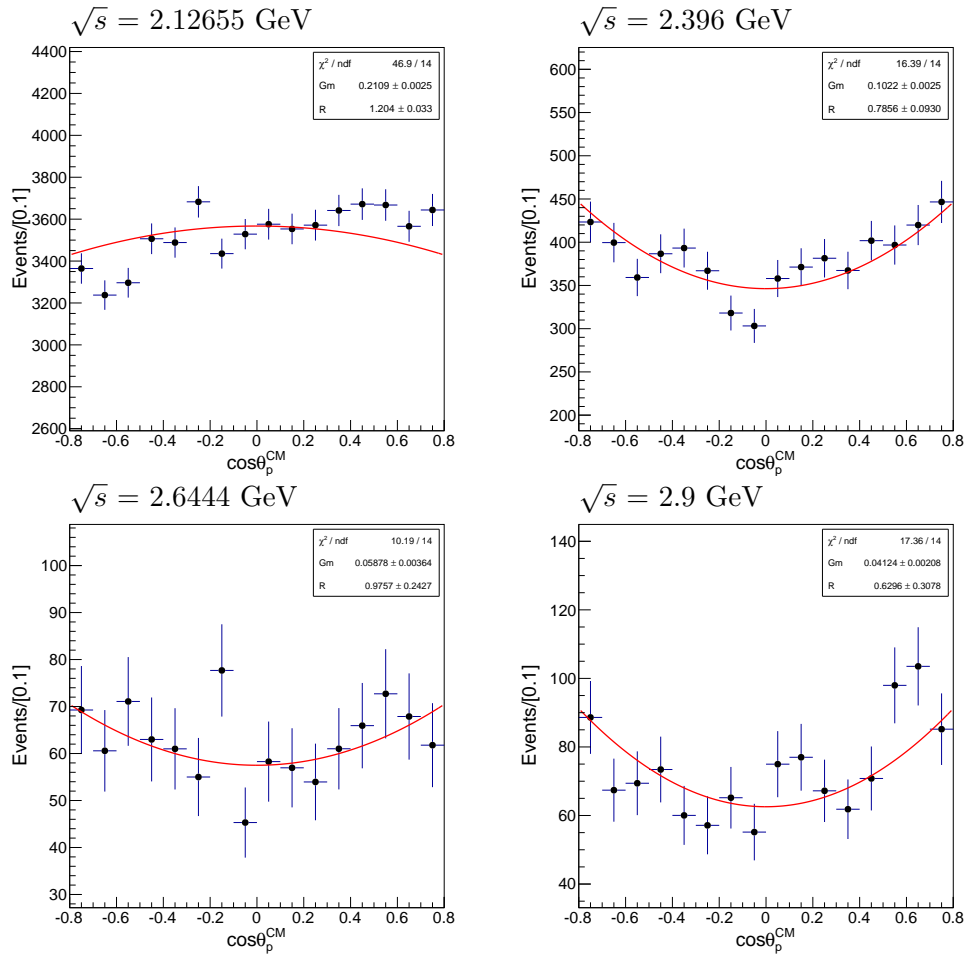 √s = 2.12655 GeV
χ² / ndf 46.9 / 14
Gm 0.2109 ± 0.0025
R 1.204 ± 0.033
Events/[0.1]
4400
4200
4000
3800
3600
3400
3200
3000
2800
2600
-0.8 -0.6 -0.4 -0.2 0 0.2 0.4 0.6 0.8
cosθ_p^CM
√s = 2.396 GeV
χ² / ndf 16.39 / 14
Gm 0.1022 ± 0.0025
R 0.7856 ± 0.0930
Events/[0.1]
600
550
500
450
400
350
300
250
200
-0.8 -0.6 -0.4 -0.2 0 0.2 0.4 0.6 0.8
cosθ_p^CM
√s = 2.6444 GeV
χ² / ndf 10.19 / 14
Gm 0.05878 ± 0.00364
R 0.9757 ± 0.2427
Events/[0.1]
100
90
80
70
60
50
40
30
-0.8 -0.6 -0.4 -0.2 0 0.2 0.4 0.6 0.8
cosθ_p^CM
√s = 2.9 GeV
χ² / ndf 17.36 / 14
Gm 0.04124 ± 0.00208
R 0.6296 ± 0.3078
Events/[0.1]
140
120
100
80
60
40
-0.8 -0.6 -0.4 -0.2 0 0.2 0.4 0.6 0.8
cosθ_p^CM